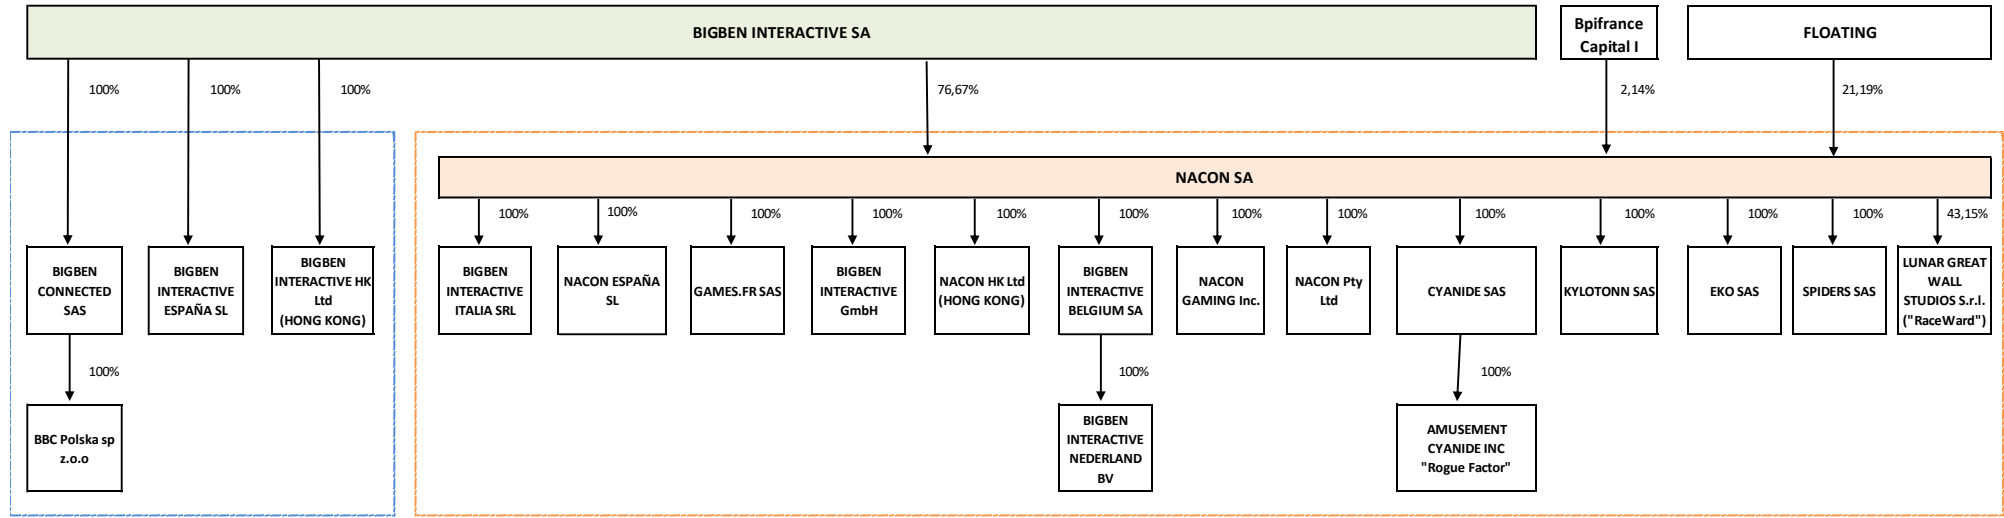 BIGBEN INTERACTIVE SA
Bpifrance
Capital I
FLOATING
100%
100%
100%
76,67%
2,14%
21,19%
NACON SA
100%
100%
100%
100%
100%
100%
100%
100%
100%
100%
100%
100%
43,15%
BIGBEN
CONNECTED
SAS
BIGBEN
INTERACTIVE
ESPAÑA SL
BIGBEN
INTERACTIVE HK
Ltd
(HONG KONG)
BIGBEN
INTERACTIVE
ITALIA SRL
NACON ESPAÑA
SL
GAMES.FR SAS
BIGBEN
INTERACTIVE
GmbH
NACON HK Ltd
(HONG KONG)
BIGBEN
INTERACTIVE
BELGIUM SA
NACON
GAMING Inc.
NACON Pty
Ltd
CYANIDE SAS
KYLOTONN SAS
EKO SAS
SPIDERS SAS
LUNAR GREAT
WALL
STUDIOS S.r.l.
("RaceWard")
100%
100%
100%
BBC Polska sp
z.o.o
BIGBEN
INTERACTIVE
NEDERLAND
BV
AMUSEMENT
CYANIDE INC
"Rogue Factor"